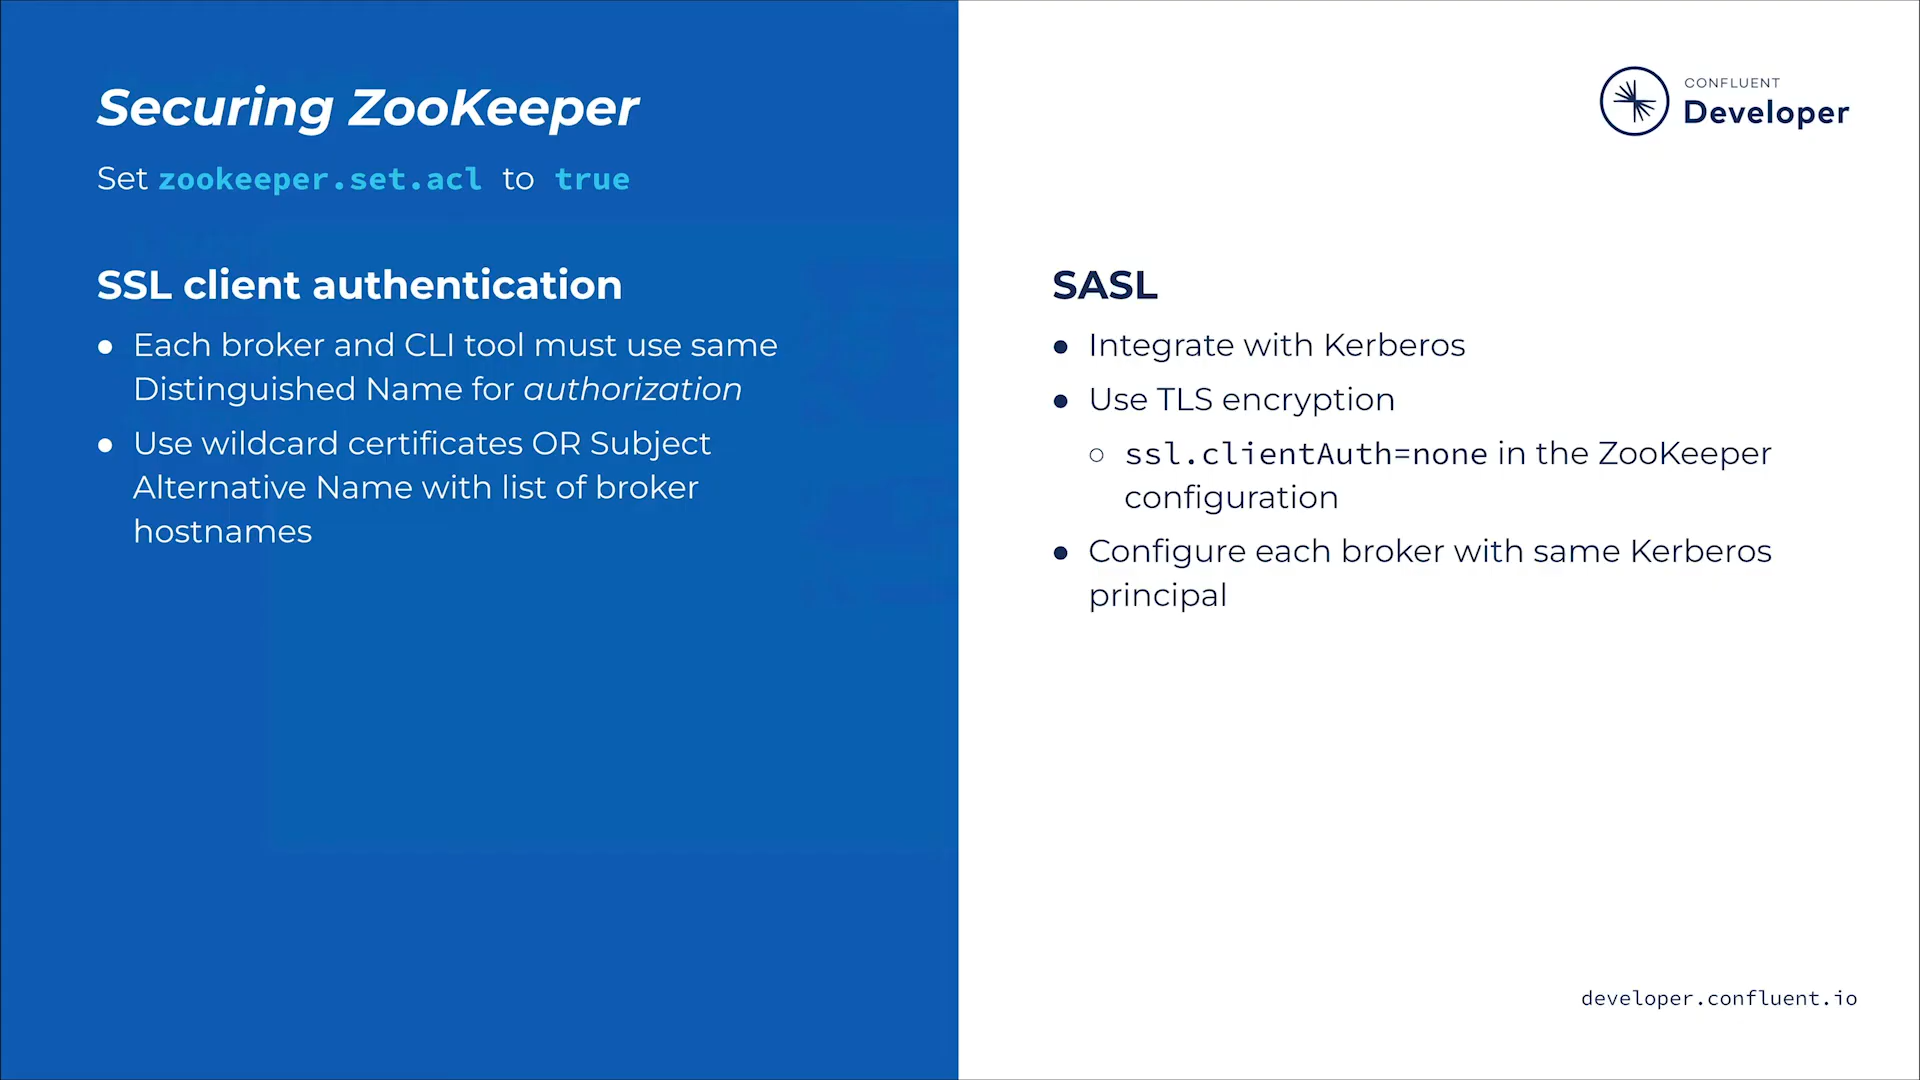 Securing ZooKeeper
Set zookeeper.set.acl to true
SSL client authentication
● Each broker and CLI tool must use same
Distinguished Name for authorization
● Use wildcard certificates OR Subject
Alternative Name with list of broker
hostnames
CONFLUENT
Developer
SASL
● Integrate with Kerberos
● Use TLS encryption
○ ssl.clientAuth=none in the ZooKeeper
configuration
● Configure each broker with same Kerberos
principal
developer.confluent.io